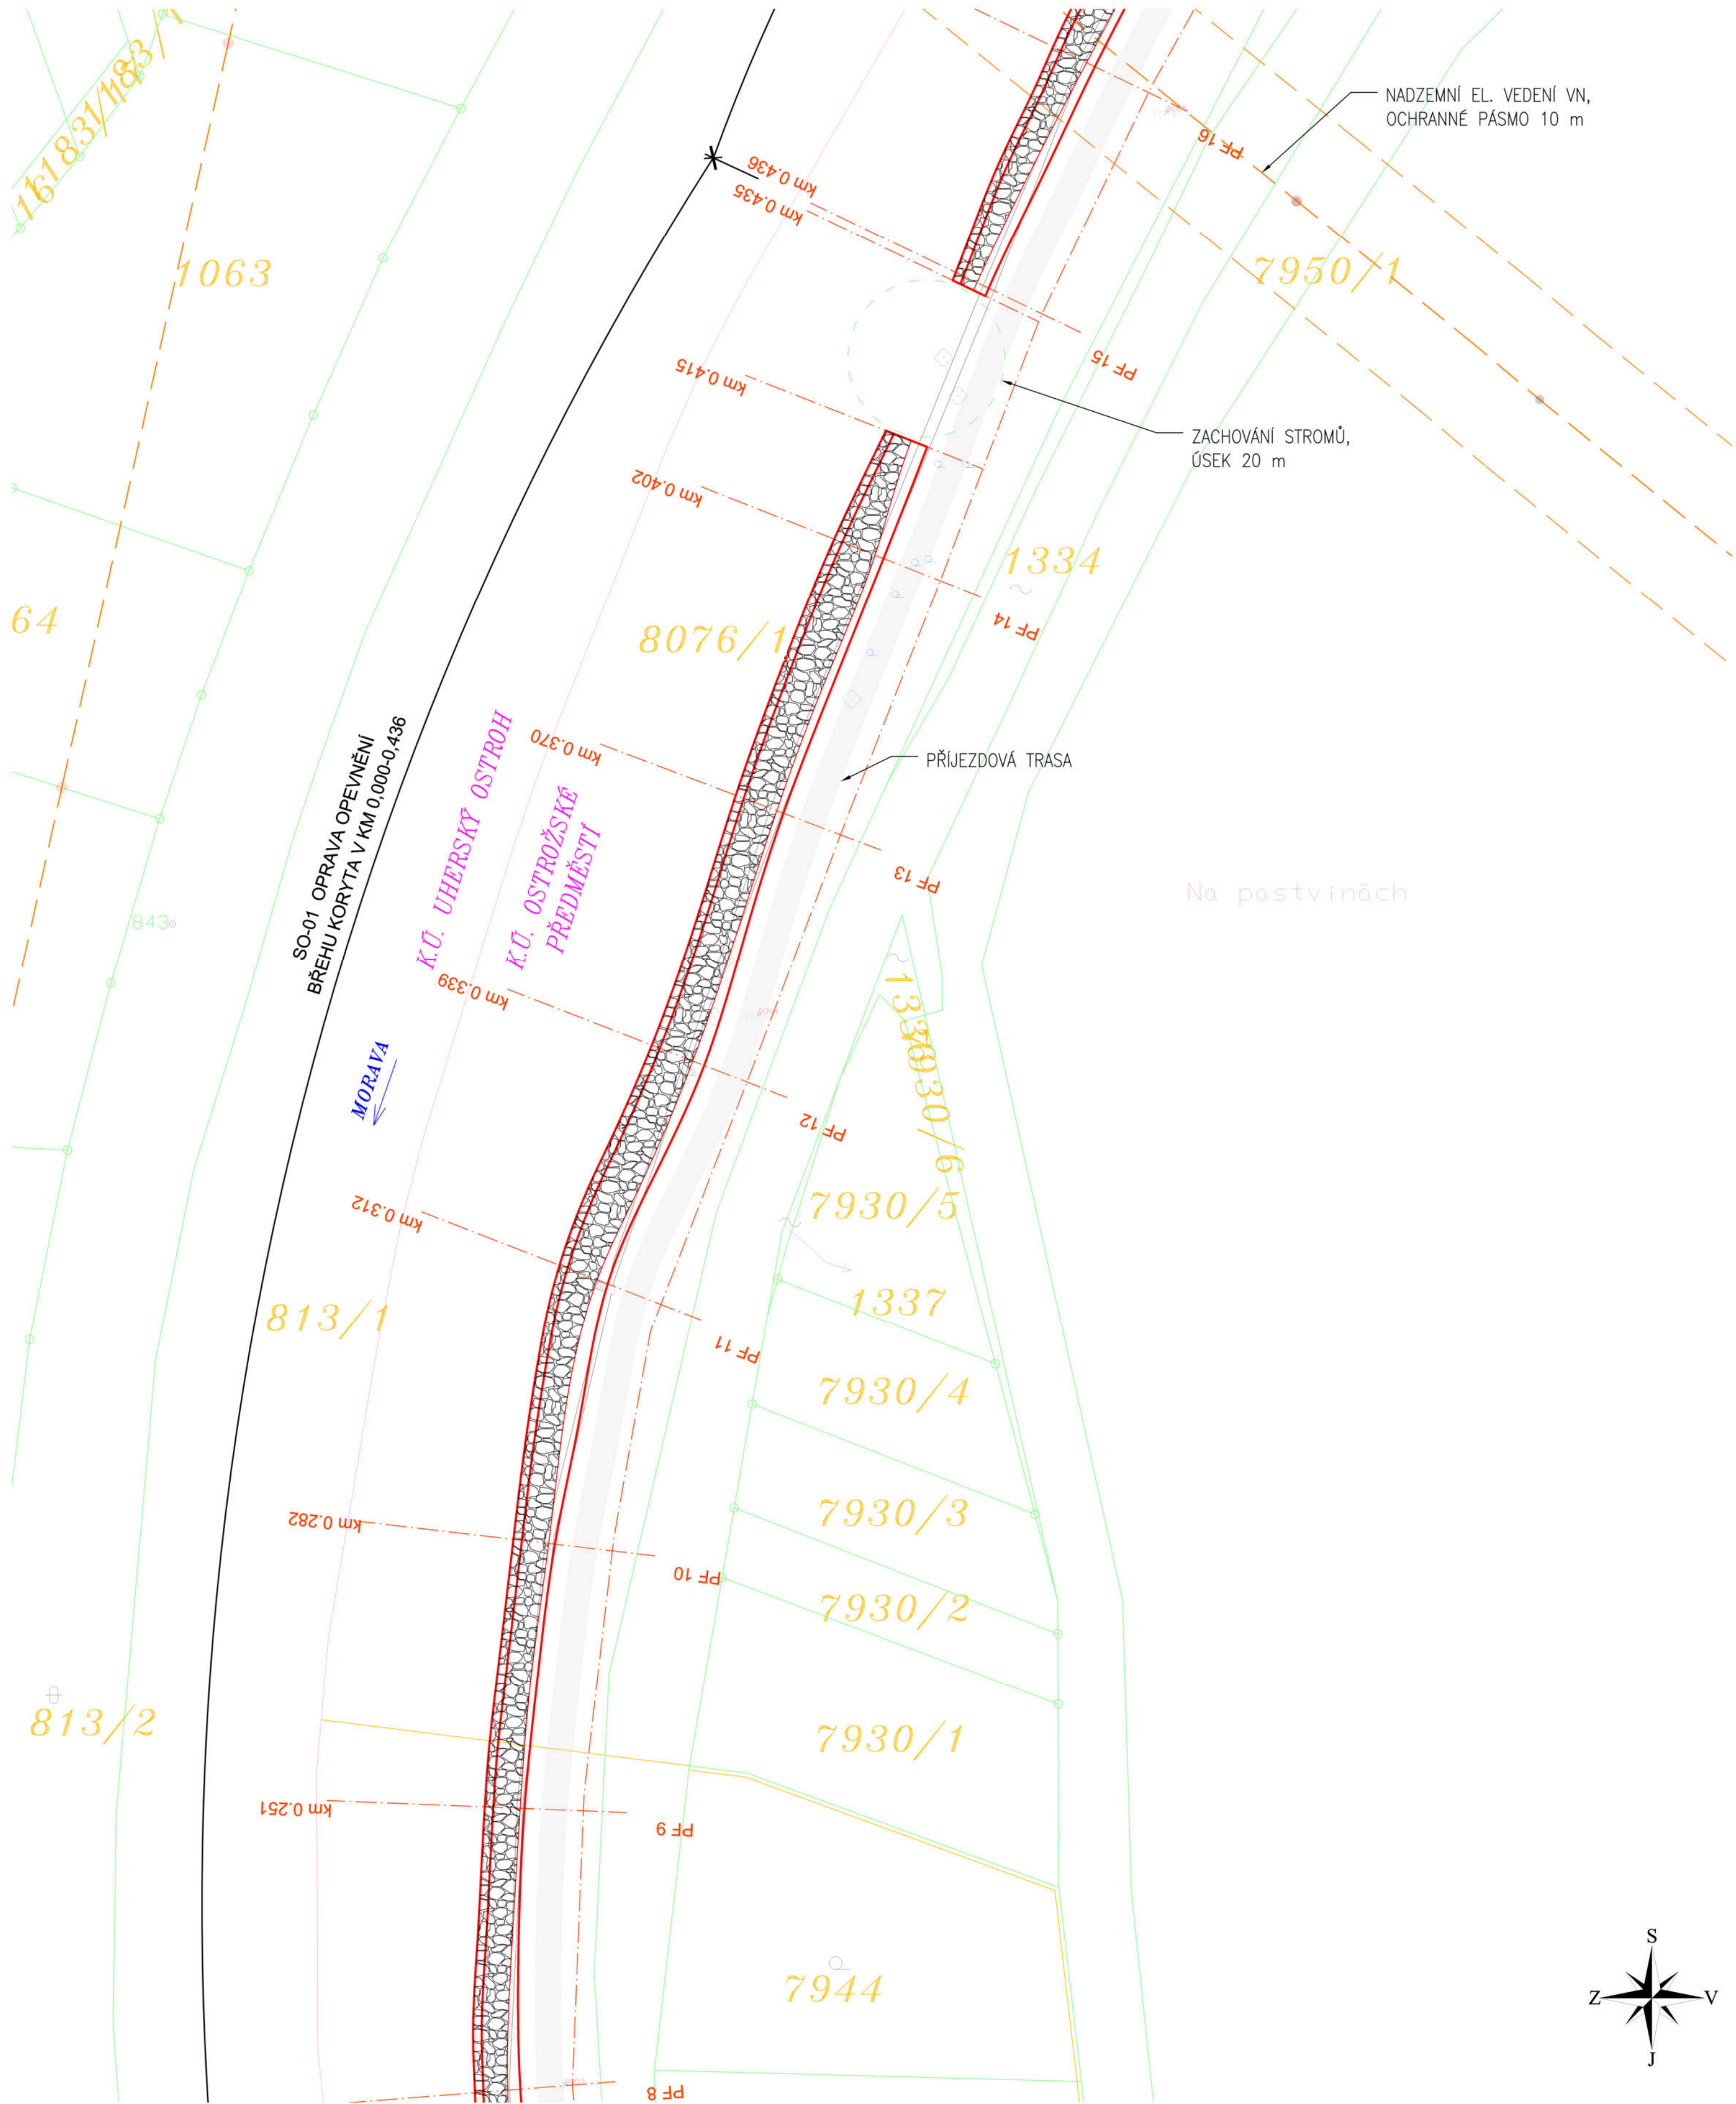 NADZEMNÍ EL. VEDENÍ VN,
OCHRANNÉ PÁSMO 10 m
PF 16
km 0.436
km 0.435
1063
7950/1
PF 15
km 0.415
ZACHOVÁNÍ STROMŮ,
ÚSEK 20 m
km 0.402
1334
64
PF 14
8076/1
km 0.370
PŘÍJEZDOVÁ TRASA
SO-01 OPRAVA OPEVNĚNÍ
BŘEHU KORYTA V KM 0,000-0,436
K.Ú. UHERSKÝ OSTROH
K.Ú. OSTROŽSKÉ
PŘEDMĚSTÍ
PF 13
Na pastvinách
843
km 0.339
7930/6
MORAVA
PF 12
7930/5
km 0.312
1337
813/1
PF 11
7930/4
7930/3
km 0.282
PF 10
7930/2
813/2
7930/1
km 0.251
PF 9
7944
S
Z V
J
PF 8